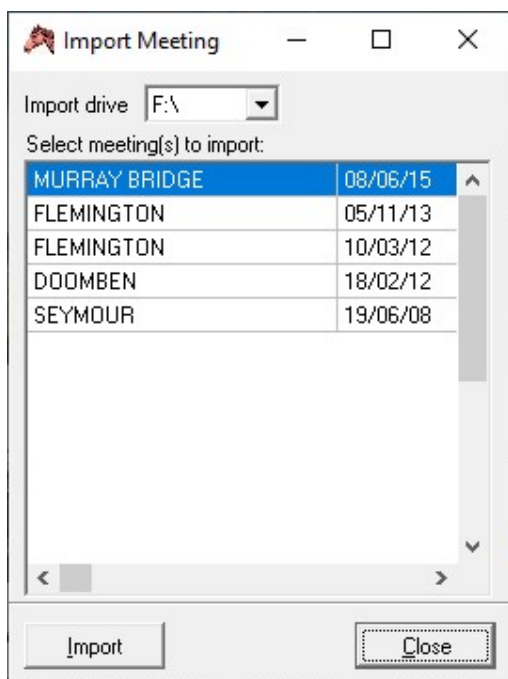 Import Meeting
Import drive F:\
Select meeting(s) to import:
MURRAY BRIDGE 08/06/15
FLEMINGTON 05/11/13
FLEMINGTON 10/03/12
DOOMBEN 18/02/12
SEYMOUR 19/06/08
Import Close